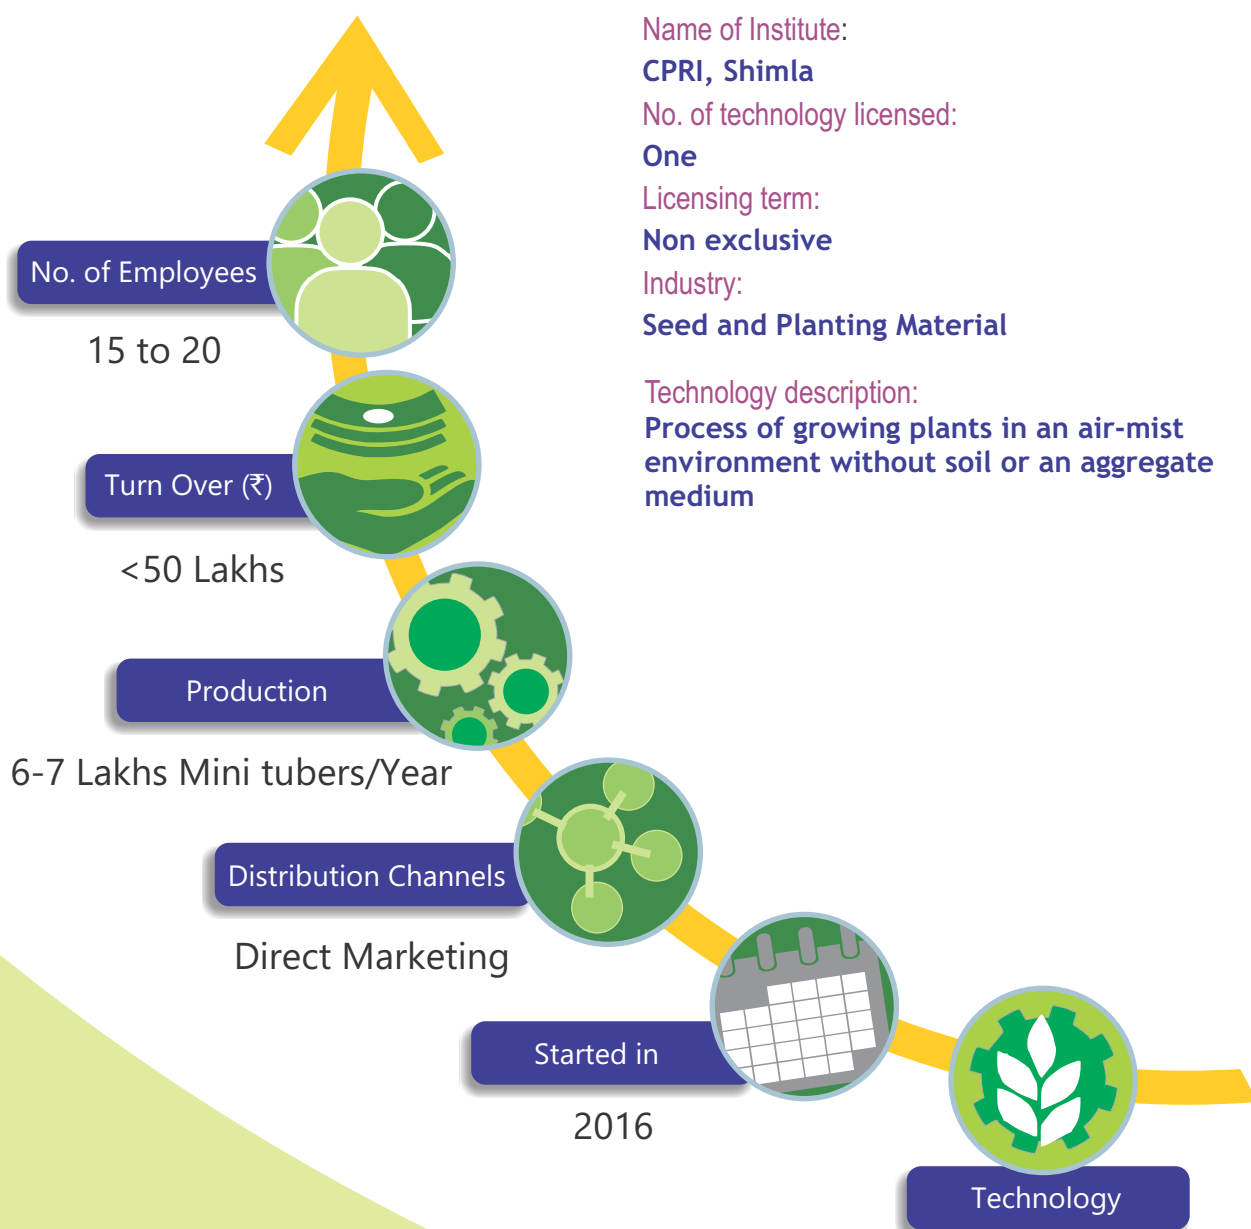 Name of Institute:
CPRI, Shimla
No. of technology licensed:
One
Licensing term:
Non exclusive
Industry:
Seed and Planting Material
Technology description:
Process of growing plants in an air-mist
environment without soil or an aggregate
medium
No. of Employees
15 to 20
Turn Over (₹)
<50 Lakhs
Production
6-7 Lakhs Mini tubers/Year
Distribution Channels
Direct Marketing
Started in
2016
Technology